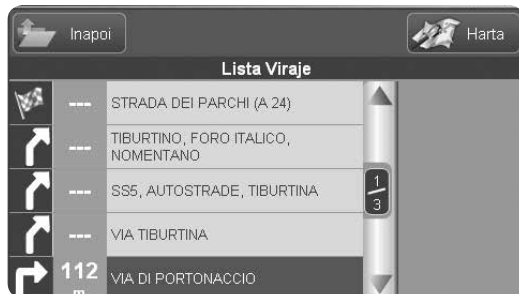 Inapoi
Harta
Lista Viraje
--- STRADA DEI PARCHI (A 24)
--- TIBURTINO, FORO ITALICO,
NOMENTANO
--- SS5, AUTOSTRADE, TIBURTINA
1
3
--- VIA TIBURTINA
112 VIA DI PORTONACCIO
m